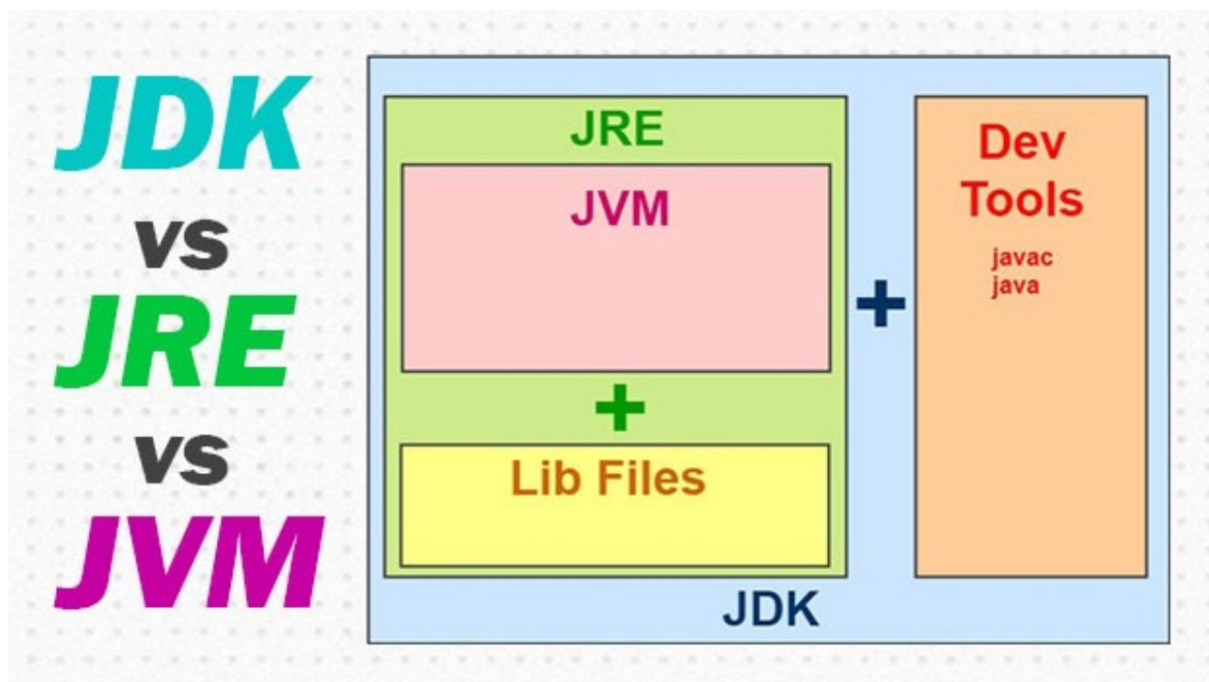 JDK
vs
JRE
vs
JVM
JRE
JVM
+
Lib Files
+
Dev
Tools
javac
java
JDK